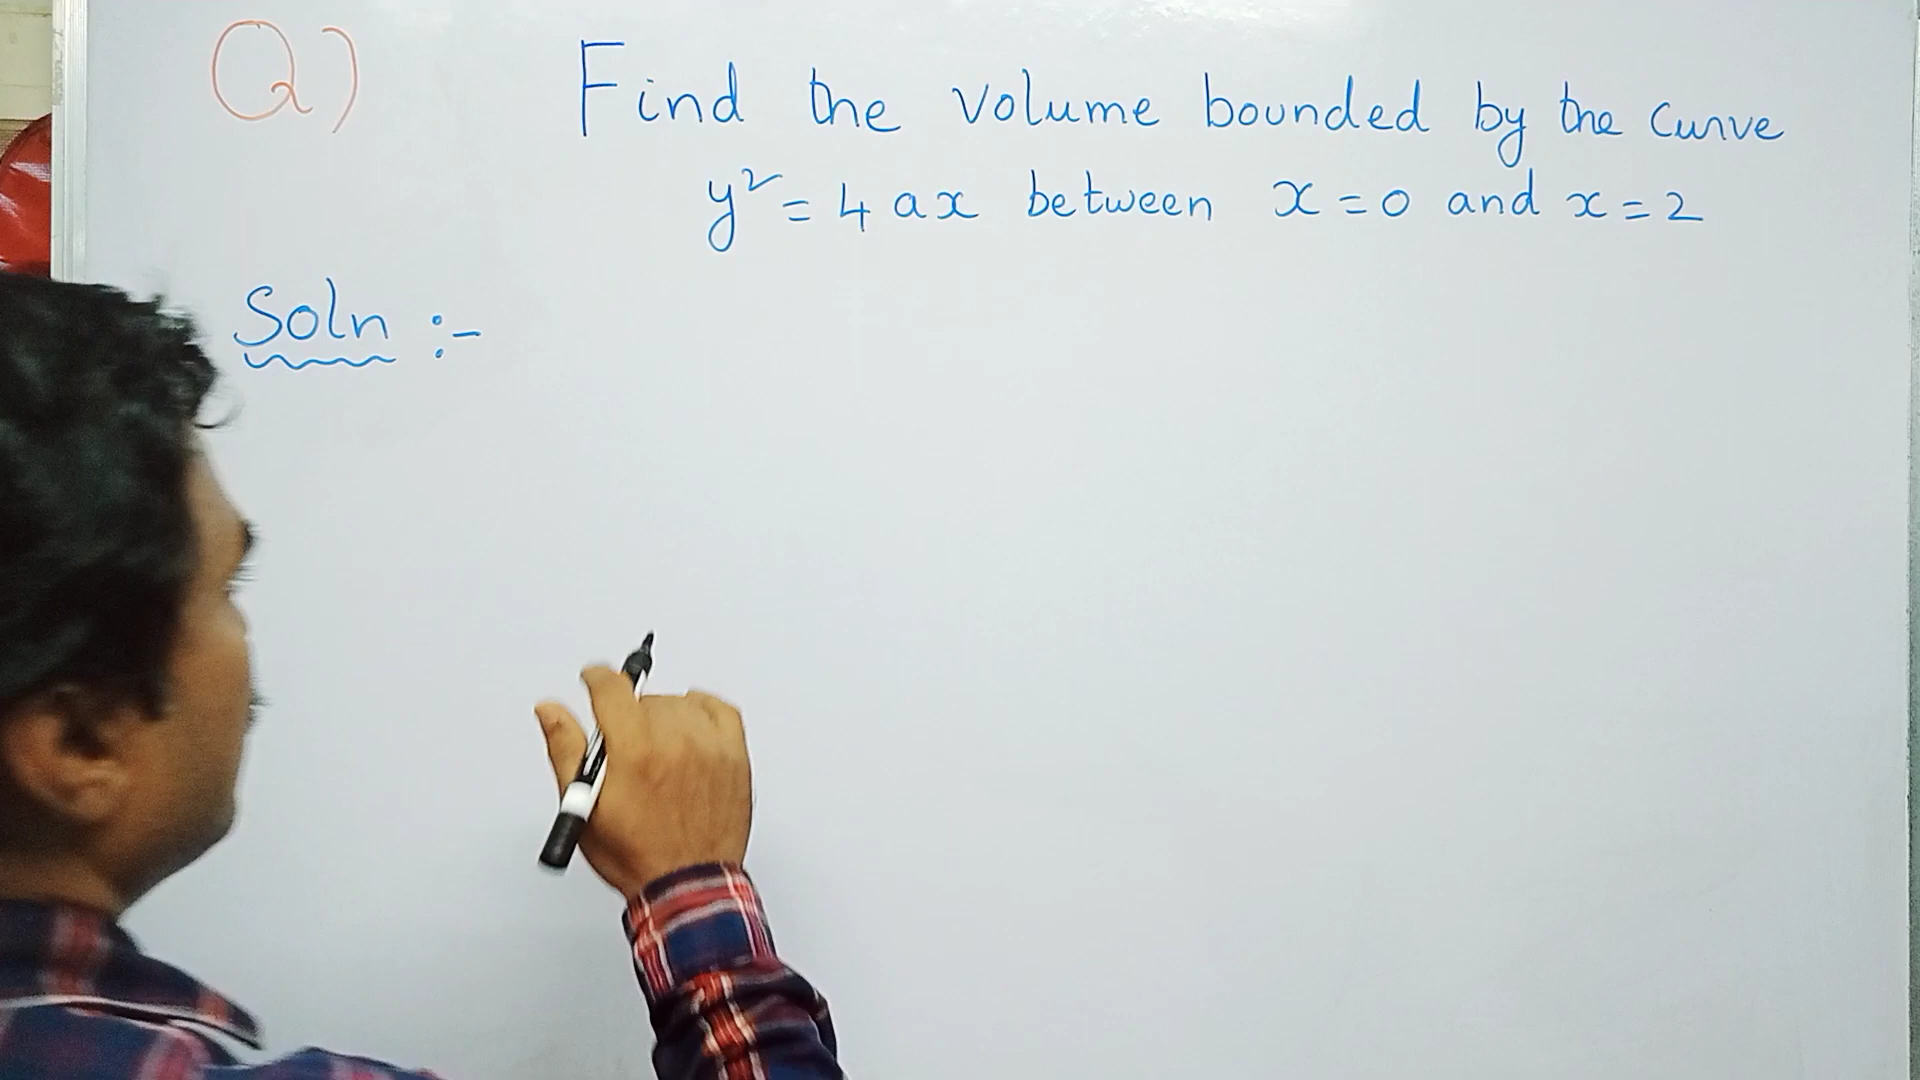 Q) Find the volume bounded by the curve
y² = 4ax between x = 0 and x = 2
Soln :-